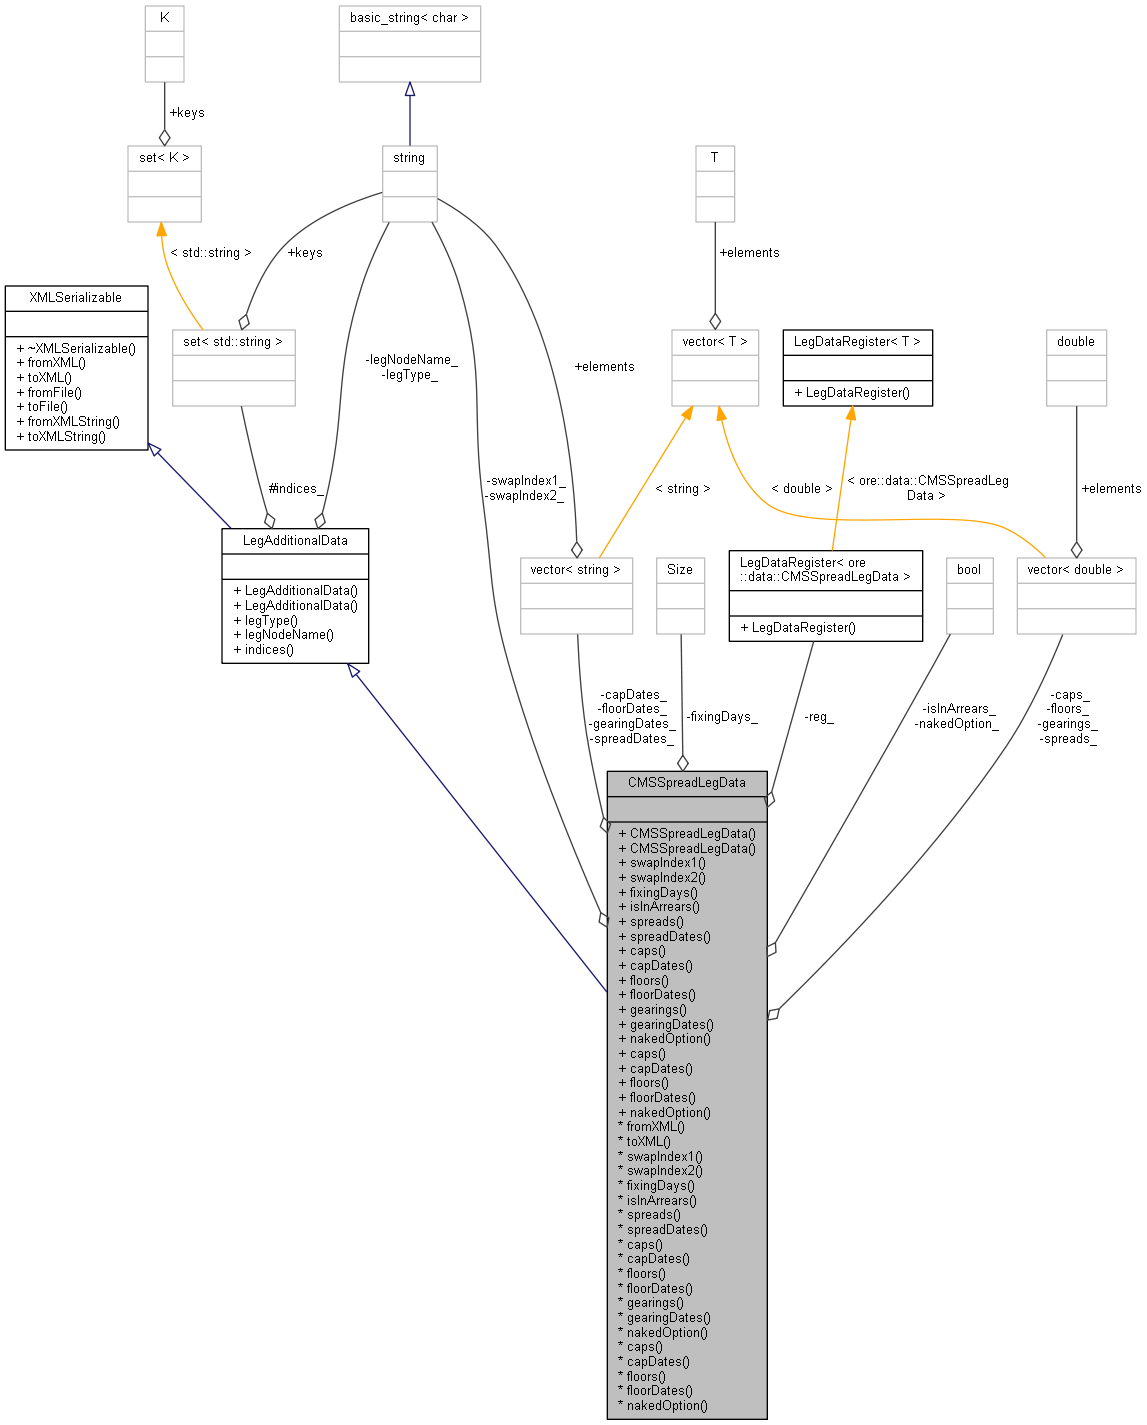 K
basic_string< char >
+keys
set< K >
string
T
< std::string >
+keys
+elements
XMLSerializable
+ ~XMLSerializable()
+ fromXML()
+ toXML()
+ fromFile()
+ toFile()
+ fromXMLString()
+ toXMLString()
set< std::string >
vector< T >
LegDataRegister< T >
+ LegDataRegister()
double
-legNodeName_
-legType_
+elements
#indices_
-swapIndex1_
-swapIndex2_
< string >
< double >
< ore::data::CMSSpreadLeg
Data >
+elements
LegAdditionalData
+ LegAdditionalData()
+ LegAdditionalData()
+ legType()
+ legNodeName()
+ indices()
vector< string >
Size
LegDataRegister< ore
::data::CMSSpreadLegData >
+ LegDataRegister()
bool
vector< double >
-capDates_
-floorDates_
-gearingDates_
-spreadDates_
-fixingDays_
-reg_
-isInArrears_
-nakedOption_
-caps_
-floors_
-gearings_
-spreads_
CMSSpreadLegData
+ CMSSpreadLegData()
+ CMSSpreadLegData()
+ swapIndex1()
+ swapIndex2()
+ fixingDays()
+ isInArrears()
+ spreads()
+ spreadDates()
+ caps()
+ capDates()
+ floors()
+ floorDates()
+ gearings()
+ gearingDates()
+ nakedOption()
+ caps()
+ capDates()
+ floors()
+ floorDates()
+ nakedOption()
* fromXML()
* toXML()
* swapIndex1()
* swapIndex2()
* fixingDays()
* isInArrears()
* spreads()
* spreadDates()
* caps()
* capDates()
* floors()
* floorDates()
* gearings()
* gearingDates()
* nakedOption()
* caps()
* capDates()
* floors()
* floorDates()
* nakedOption()